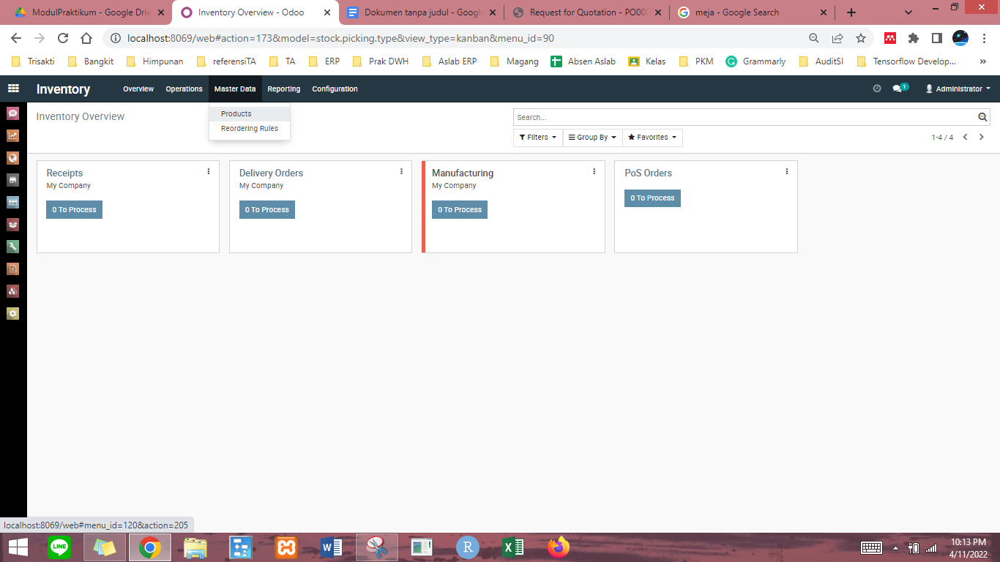 ModulPraktikum - Google Driv
Inventory Overview - Odoo
Dokumen tanpa judul - Google
Request for Quotation - PO000
meja - Google Search
localhost:8069/web#action=173&model=stock.picking.type&view_type=kanban&menu_id=90
Trisakti
Bangkit
Himpunan
referensiTA
TA
ERP
Prak DWH
Aslab ERP
Magang
Absen Aslab
Kelas
PKM
Grammarly
AuditSI
Tensorflow Develop...
Inventory
Overview
Operations
Master Data
Reporting
Configuration
1
Administrator
Inventory Overview
Products
Reordering Rules
Search...
Filters
Group By
Favorites
1-4 / 4
Receipts
My Company
0 To Process
Delivery Orders
My Company
0 To Process
Manufacturing
My Company
0 To Process
PoS Orders
0 To Process
localhost:8069/web#menu_id=120&action=205
LINE
10:13 PM
4/11/2022